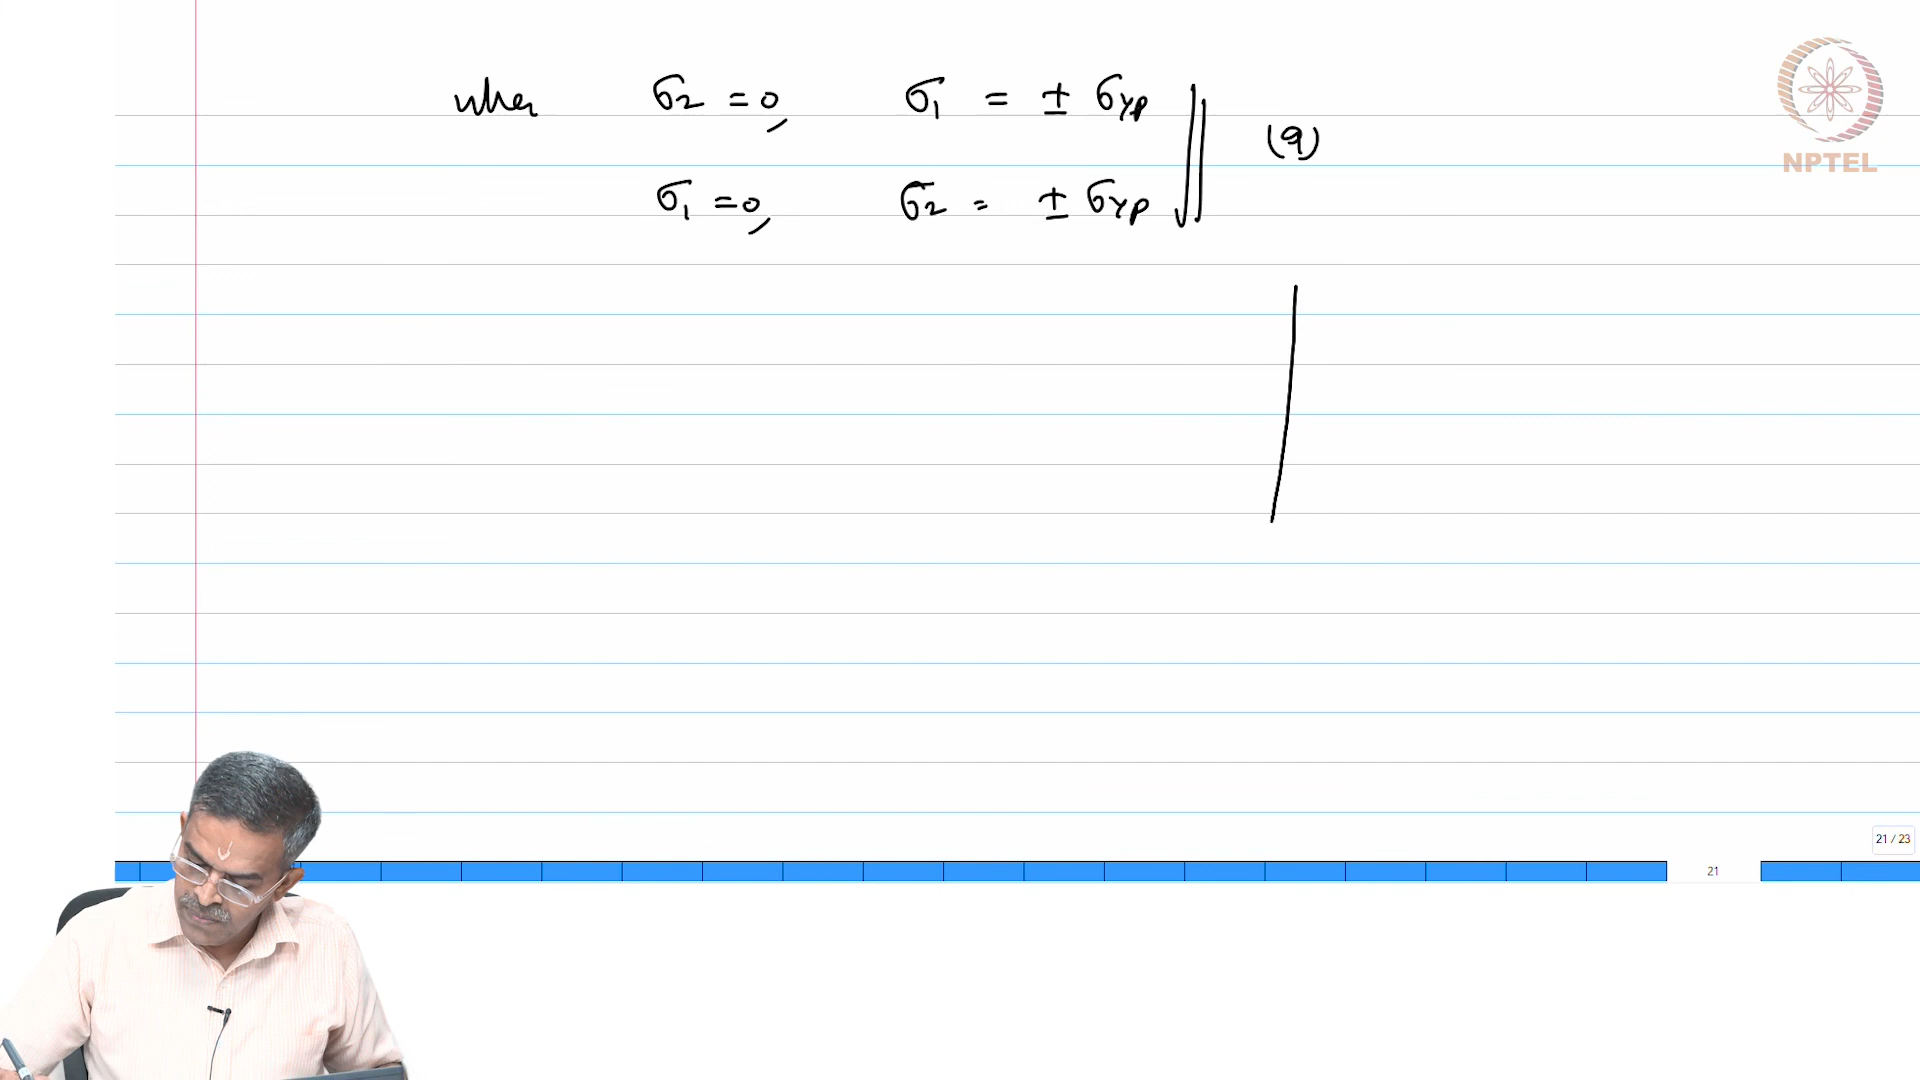 when σ2 = 0, σ1 = ± σyp
(9)
σ1 = 0, σ2 = ± σyp
NPTEL
21 / 23
21